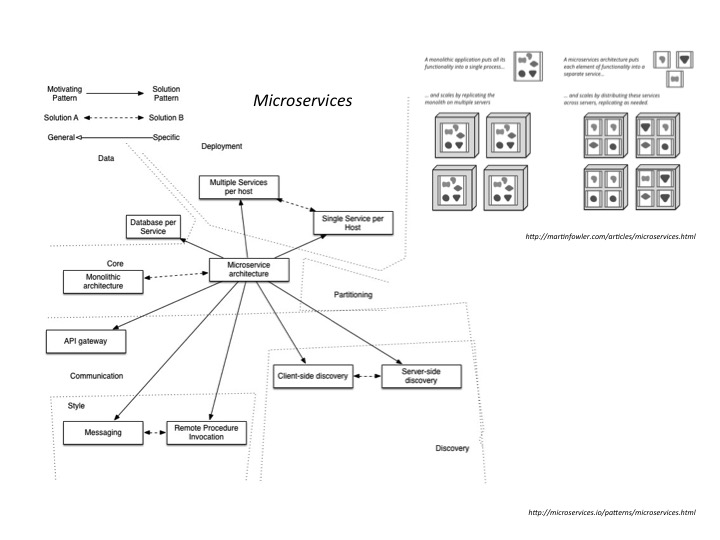 Microservices
Motivating
Pattern
Solution
Pattern
Solution A
Solution B
General
Specific
Data
Deployment
Multiple Services
per host
Single Service per
Host
Database per
Service
Core
Monolithic
architecture
Microservice
architecture
Partitioning
API gateway
Communication
Client-side discovery
Server-side
discovery
Style
Messaging
Remote Procedure
Invocation
Discovery
A monolithic application puts all its
functionality into a single process...
... and scales by replicating the
monolith on multiple servers
A microservices architecture puts
each element of functionality into a
separate service...
... and scales by distributing these services
across servers, replicating as needed.
http://martinfowler.com/articles/microservices.html
http://microservices.io/patterns/microservices.html